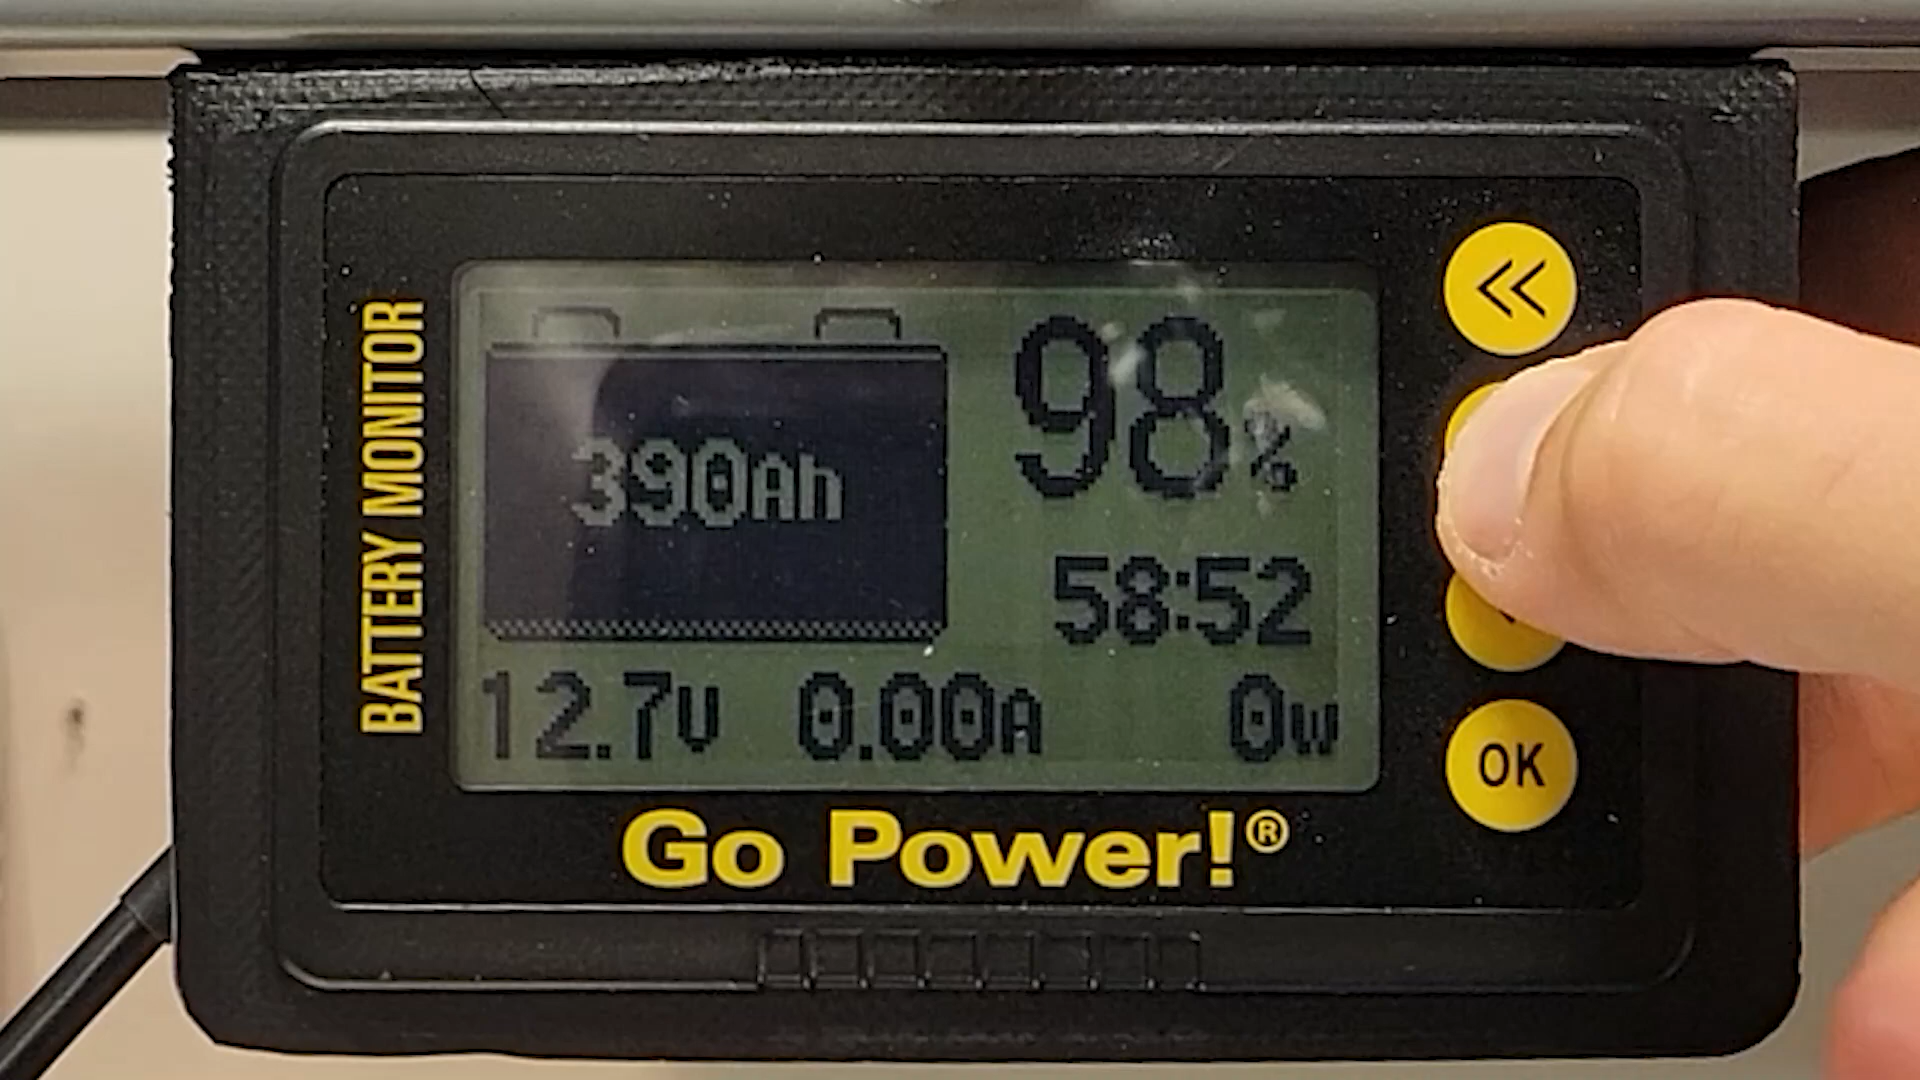 BATTERY MONITOR
390Ah
98%
58:52
12.7V 0.00A 0W
OK
Go Power!®